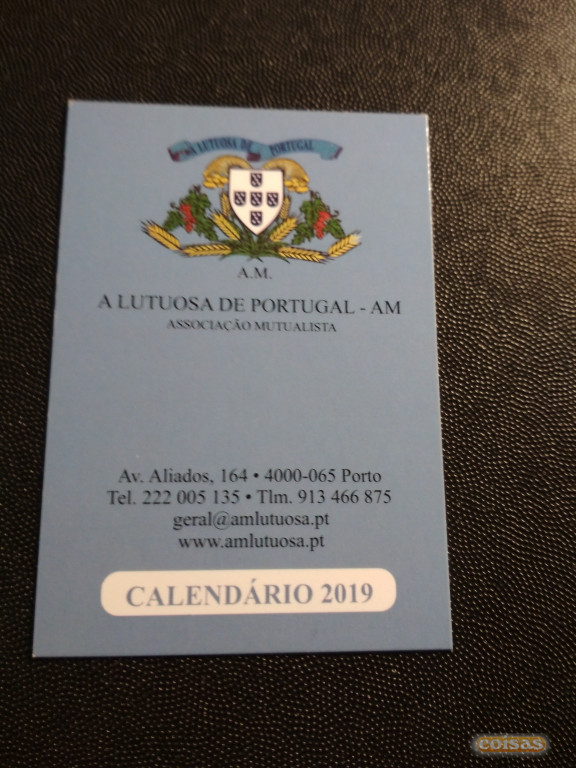 A LUTUOSA DE PORTUGAL
A.M.
A LUTUOSA DE PORTUGAL - AM
ASSOCIAÇÃO MUTUALISTA
Av. Aliados, 164 • 4000-065 Porto
Tel. 222 005 135 • Tlm. 913 466 875
geral@amlutuosa.pt
www.amlutuosa.pt
CALENDÁRIO 2019
coisas